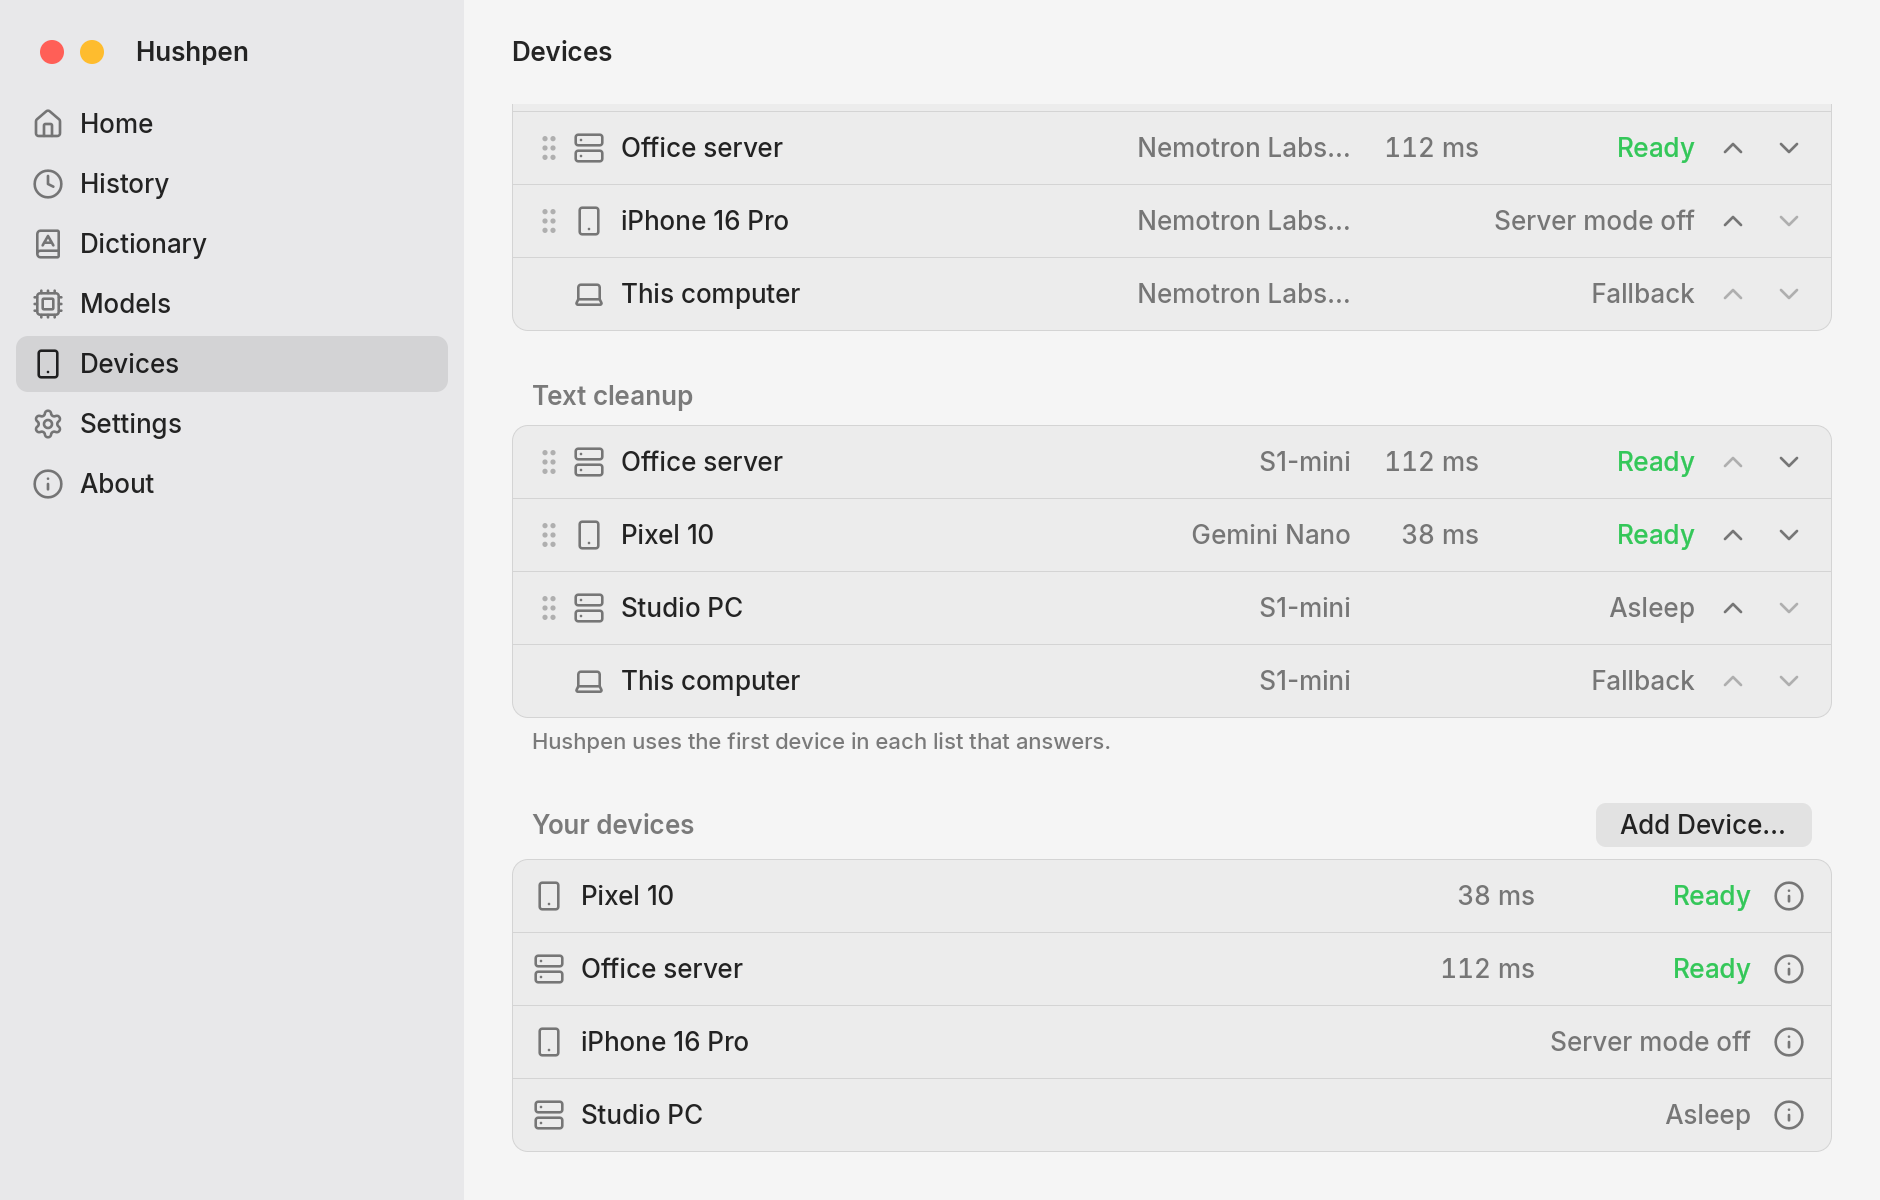 Hushpen
Home
History
Dictionary
Models
Devices
Settings
About
Devices
Office server Nemotron Labs... 112 ms Ready
iPhone 16 Pro Nemotron Labs... Server mode off
This computer Nemotron Labs... Fallback
Text cleanup
Office server S1-mini 112 ms Ready
Pixel 10 Gemini Nano 38 ms Ready
Studio PC S1-mini Asleep
This computer S1-mini Fallback
Hushpen uses the first device in each list that answers.
Your devices Add Device...
Pixel 10 38 ms Ready
Office server 112 ms Ready
iPhone 16 Pro Server mode off
Studio PC Asleep